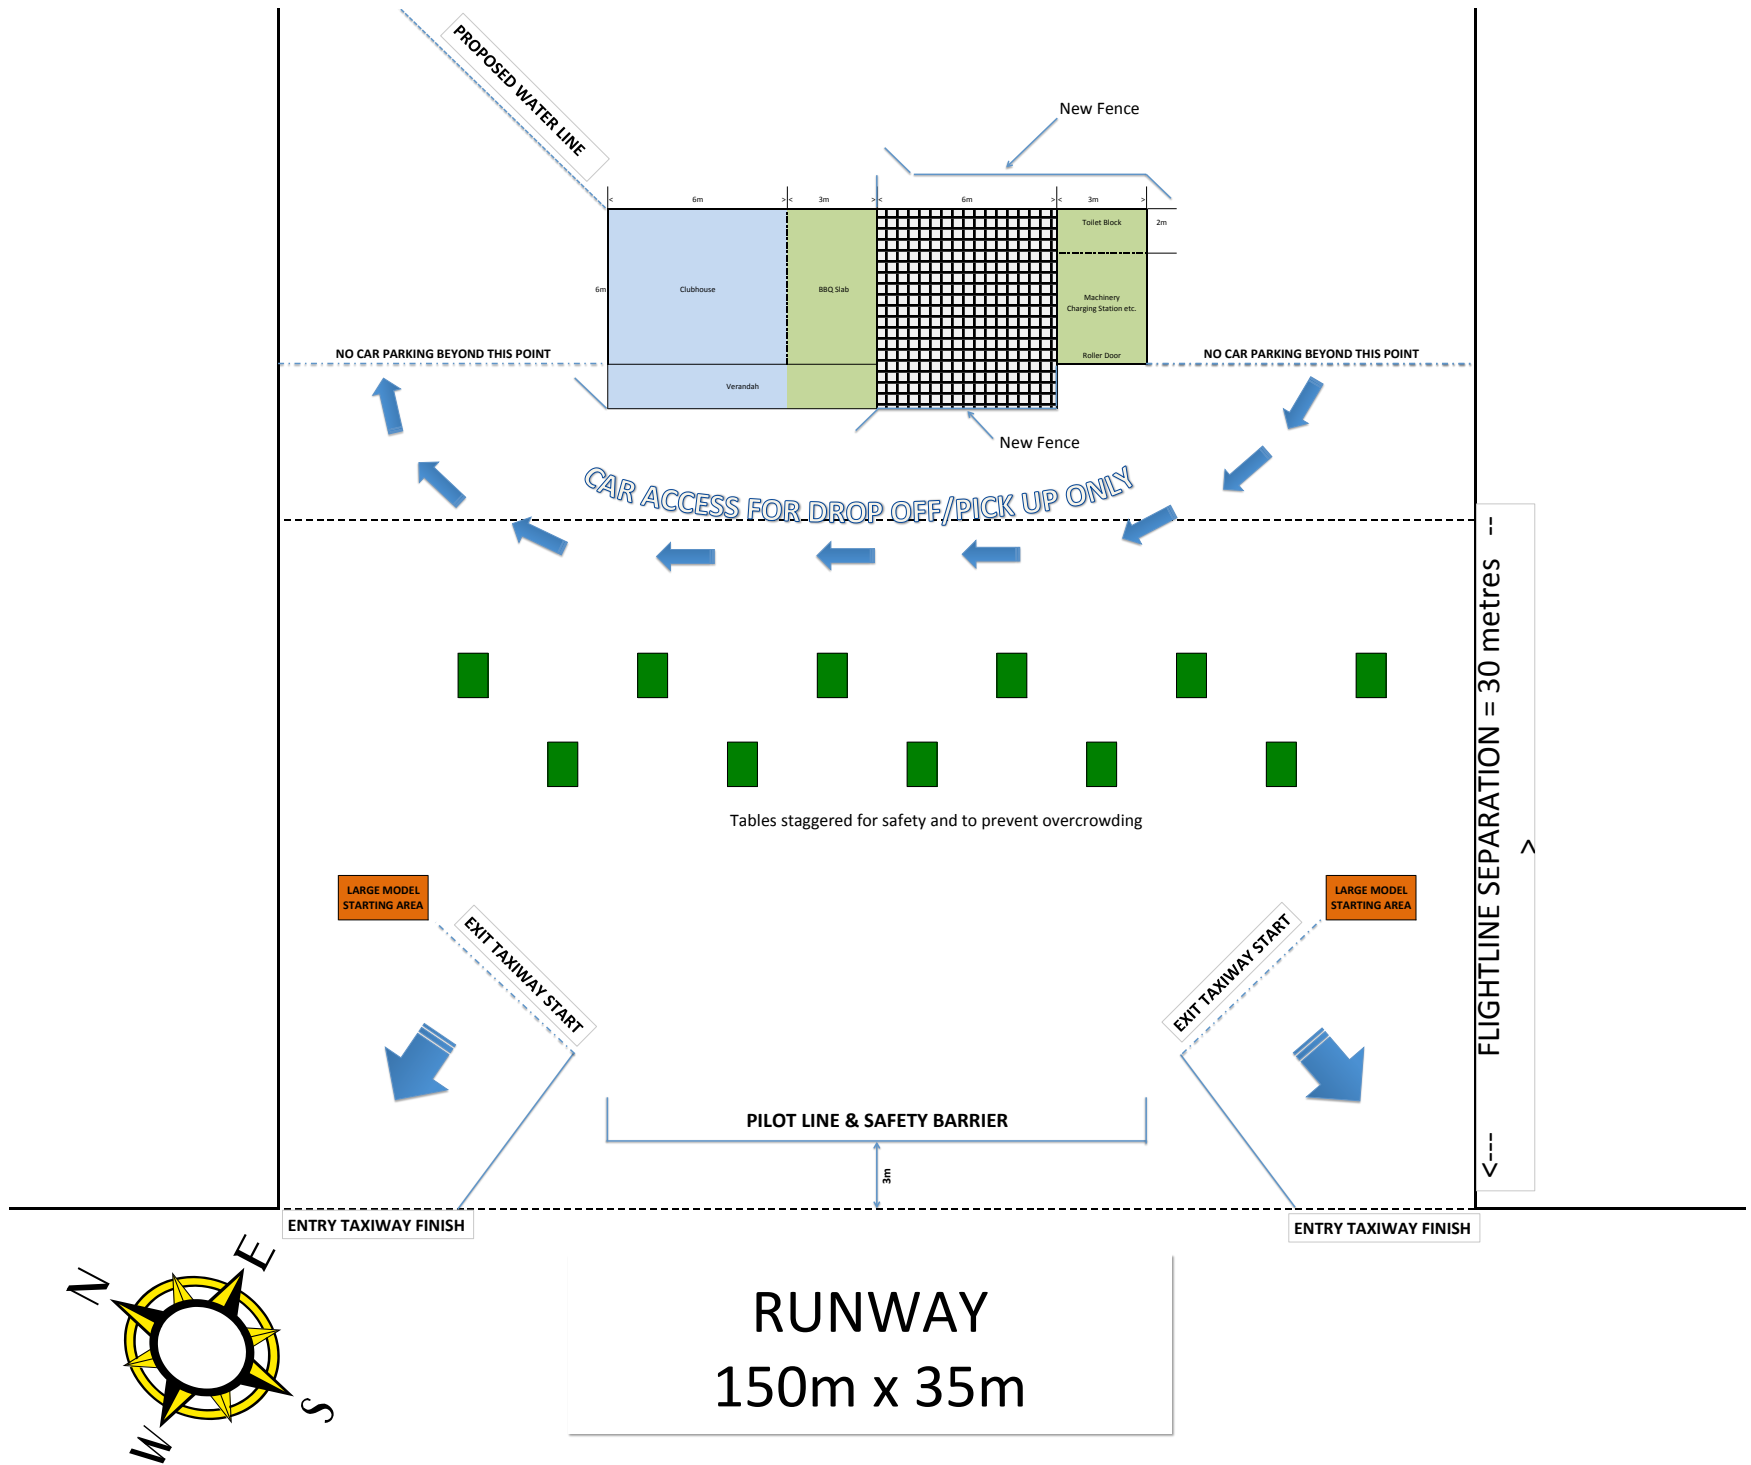 PROPOSED WATER LINE
New Fence
< 6m >
< 3m >
< 6m >
< 3m >
Toilet Block
2m
6m
Clubhouse
BBQ Slab
Machinery
Charging Station etc.
Roller Door
NO CAR PARKING BEYOND THIS POINT
NO CAR PARKING BEYOND THIS POINT
Verandah
New Fence
CAR ACCESS FOR DROP OFF/PICK UP ONLY
<--- FLIGHTLINE SEPARATION = 30 metres --
>
Tables staggered for safety and to prevent overcrowding
LARGE MODEL
STARTING AREA
LARGE MODEL
STARTING AREA
EXIT TAXIWAY START
EXIT TAXIWAY START
PILOT LINE & SAFETY BARRIER
3m
ENTRY TAXIWAY FINISH
ENTRY TAXIWAY FINISH
N
E
S
W
RUNWAY
150m x 35m